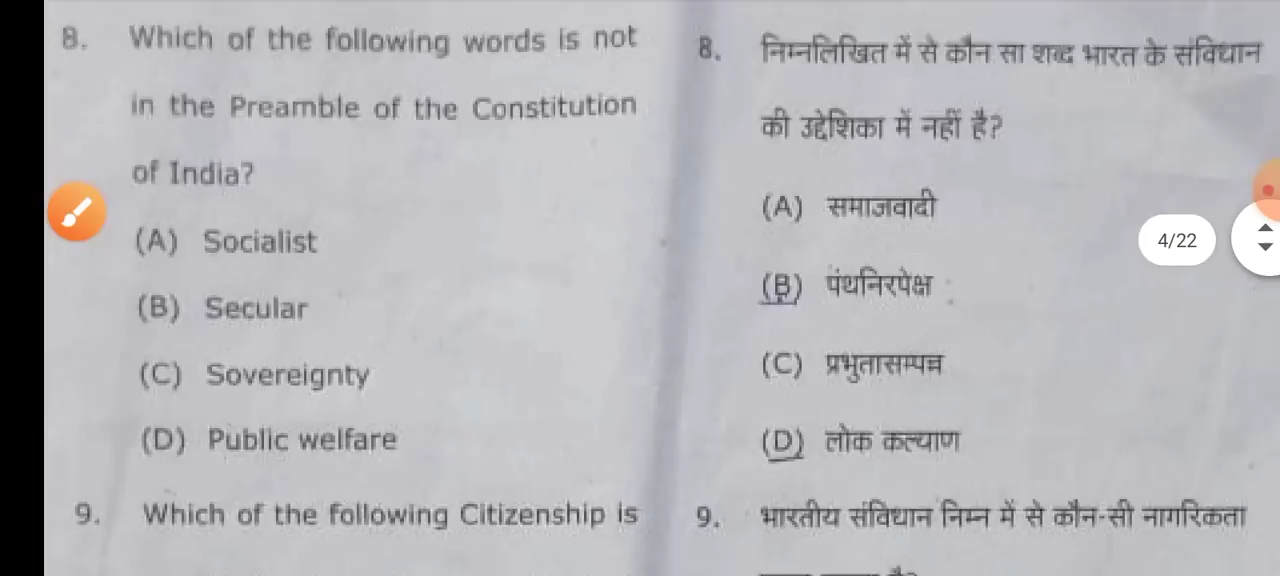 8. Which of the following words is not
in the Preamble of the Constitution
of India?
(A) Socialist
(B) Secular
(C) Sovereignty
(D) Public welfare
9. Which of the following Citizenship is
8. निम्नलिखित में से कौन सा शब्द भारत के संविधान
की उद्देशिका में नहीं है?
(A) समाजवादी
(B) पंथनिरपेक्ष
(C) प्रभुतासम्पन्न
(D) लोक कल्याण
9. भारतीय संविधान निम्न में से कौन-सी नागरिकता
4/22